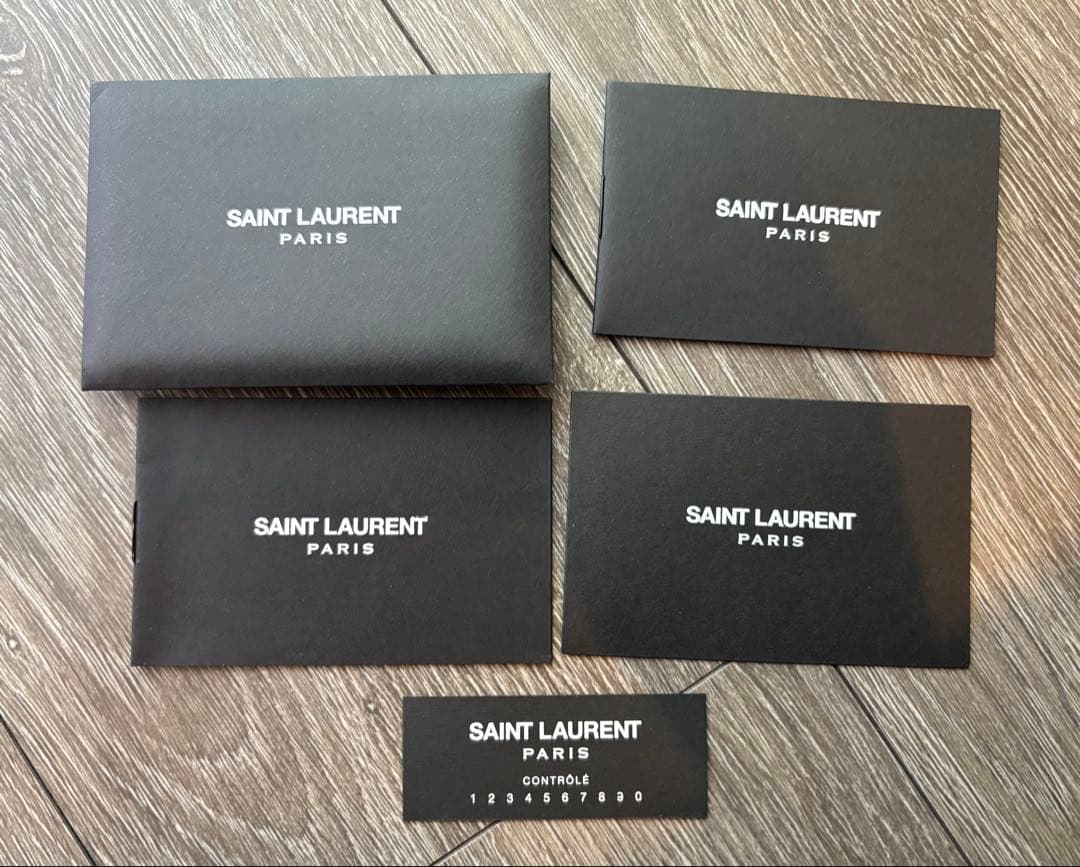 SAINT LAURENT
PARIS
SAINT LAURENT
PARIS
SAINT LAURENT
PARIS
SAINT LAURENT
PARIS
SAINT LAURENT
PARIS
CONTRÔLÉ
1 2 3 4 5 6 7 8 9 0